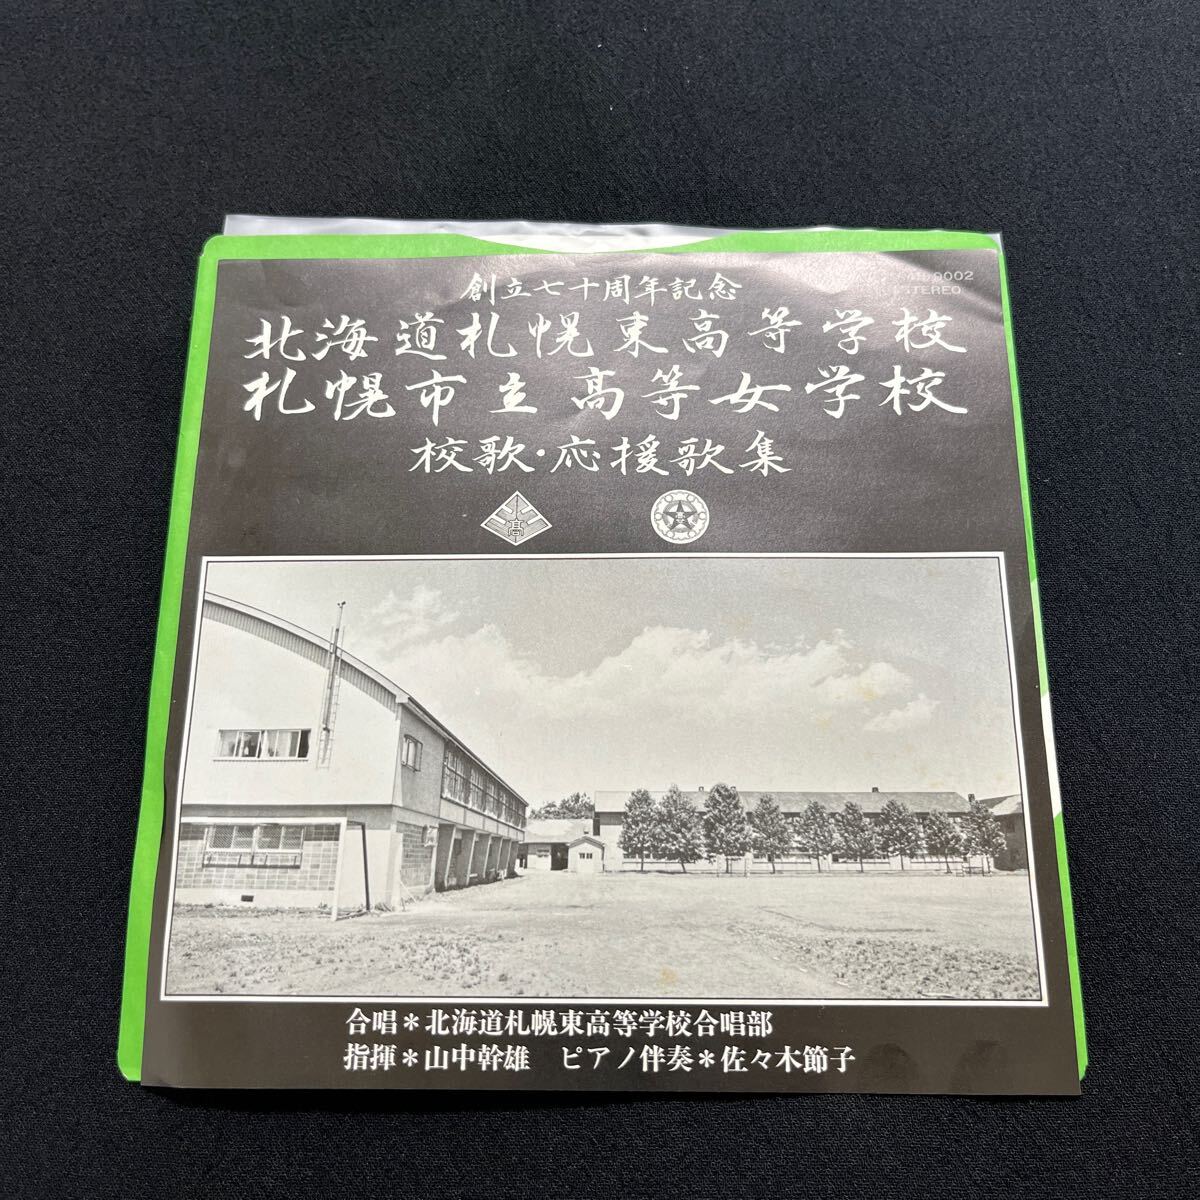 0002
STEREO
創立七十周年記念
北海道札幌東高等学校
札幌市立高等女学校
校歌・応援歌集
高
合唱＊北海道札幌東高等学校合唱部
指揮＊山中幹雄　ピアノ伴奏＊佐々木節子